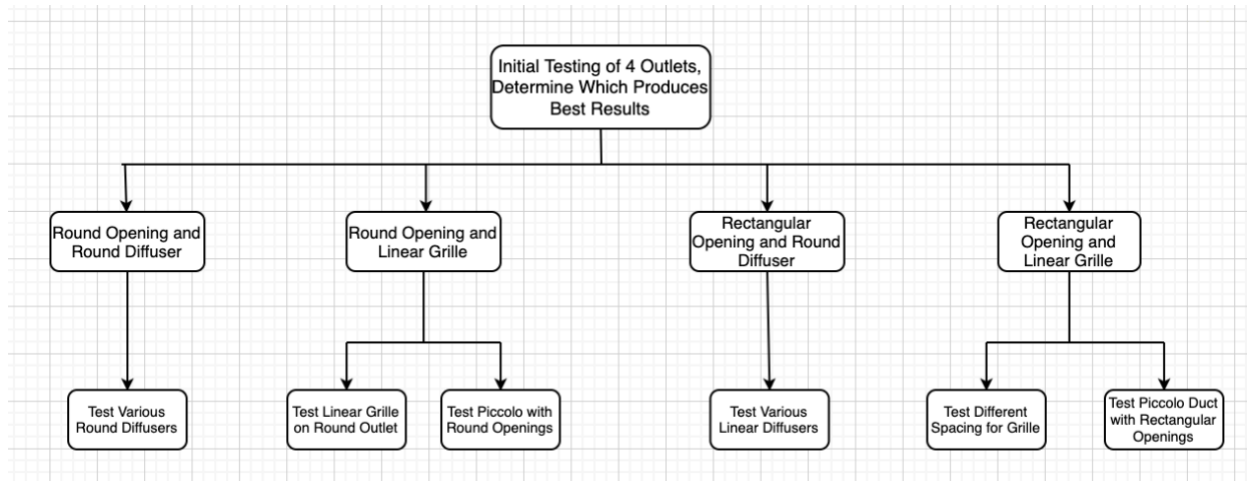 Initial Testing of 4 Outlets,
Determine Which Produces
Best Results
Round Opening and
Round Diffuser
Round Opening and
Linear Grille
Rectangular
Opening and Round
Diffuser
Rectangular
Opening and
Linear Grille
Test Various
Round Diffusers
Test Linear Grille
on Round Outlet
Test Piccolo with
Round Openings
Test Various
Linear Diffusers
Test Different
Spacing for Grille
Test Piccolo Duct
with Rectangular
Openings